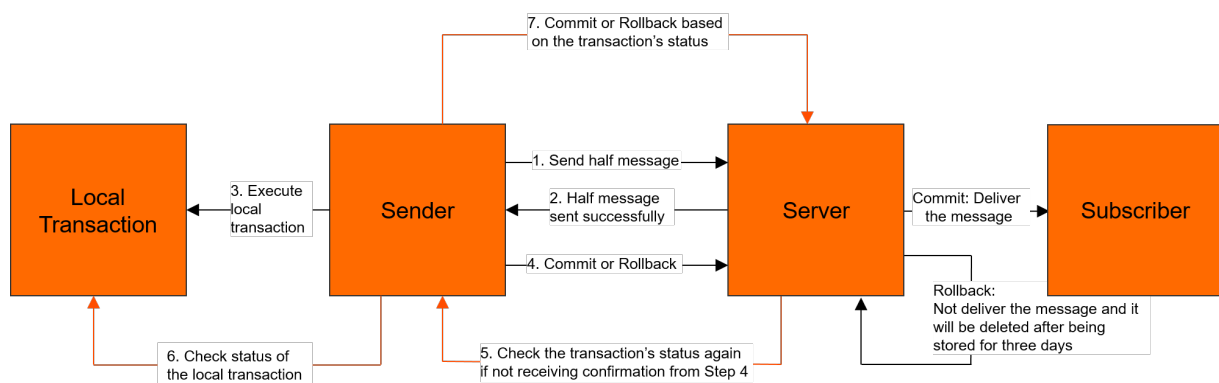 7. Commit or Rollback based
on the transaction's status
Local
Transaction
3. Execute
local
transaction
Sender
1. Send half message
2. Half message
sent successfully
4. Commit or Rollback
Server
Commit: Deliver
the message
Subscriber
Rollback:
Not deliver the message and it
will be deleted after being
stored for three days
6. Check status of
the local transaction
5. Check the transaction's status again
if not receiving confirmation from Step 4